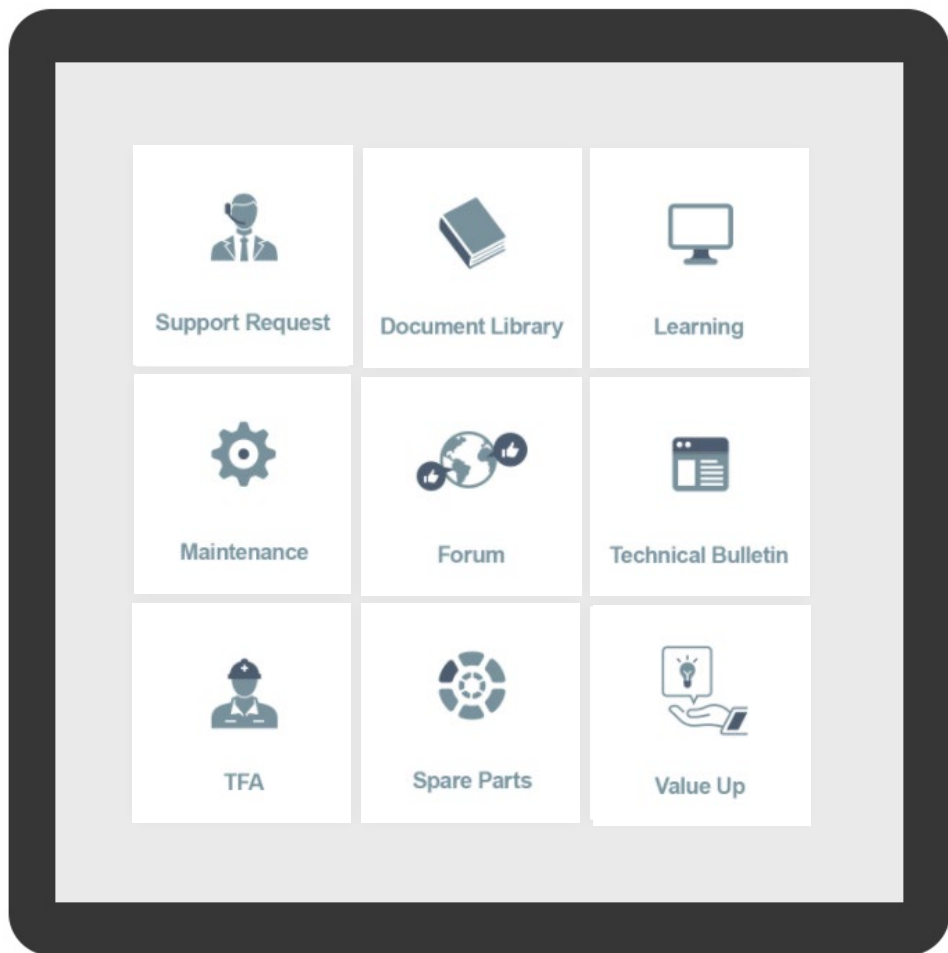 Support Request
Document Library
Learning
Maintenance
Forum
Technical Bulletin
TFA
Spare Parts
Value Up